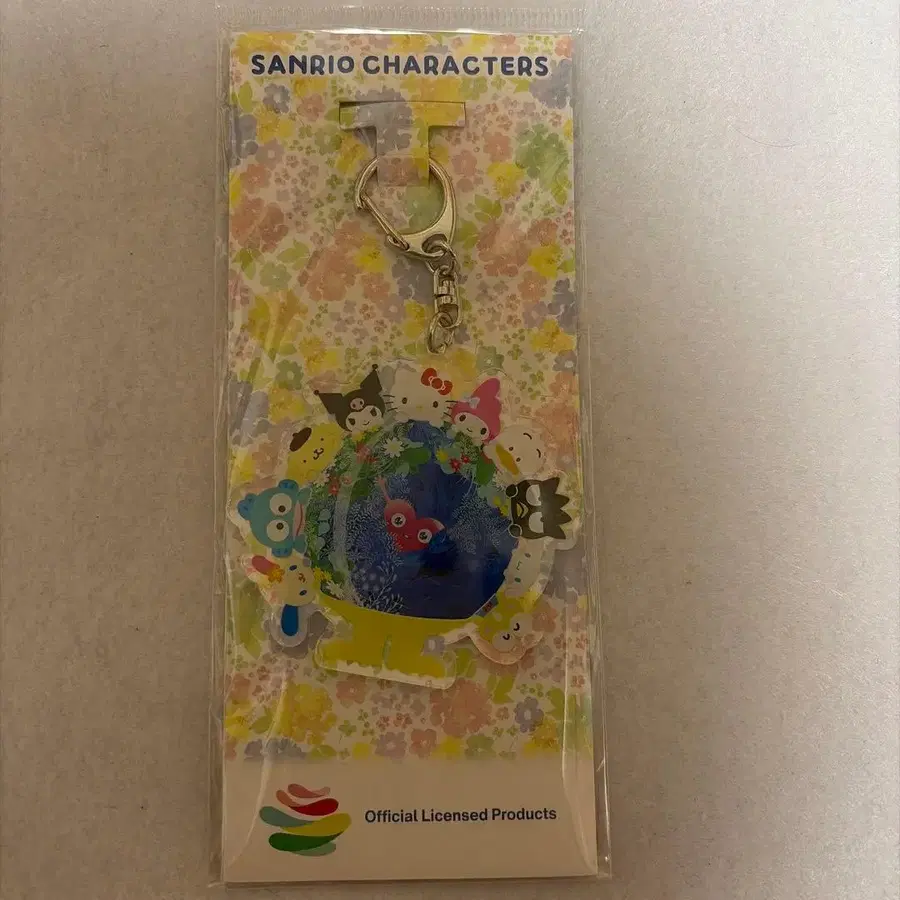 SANRIO CHARACTERS
Official Licensed Products